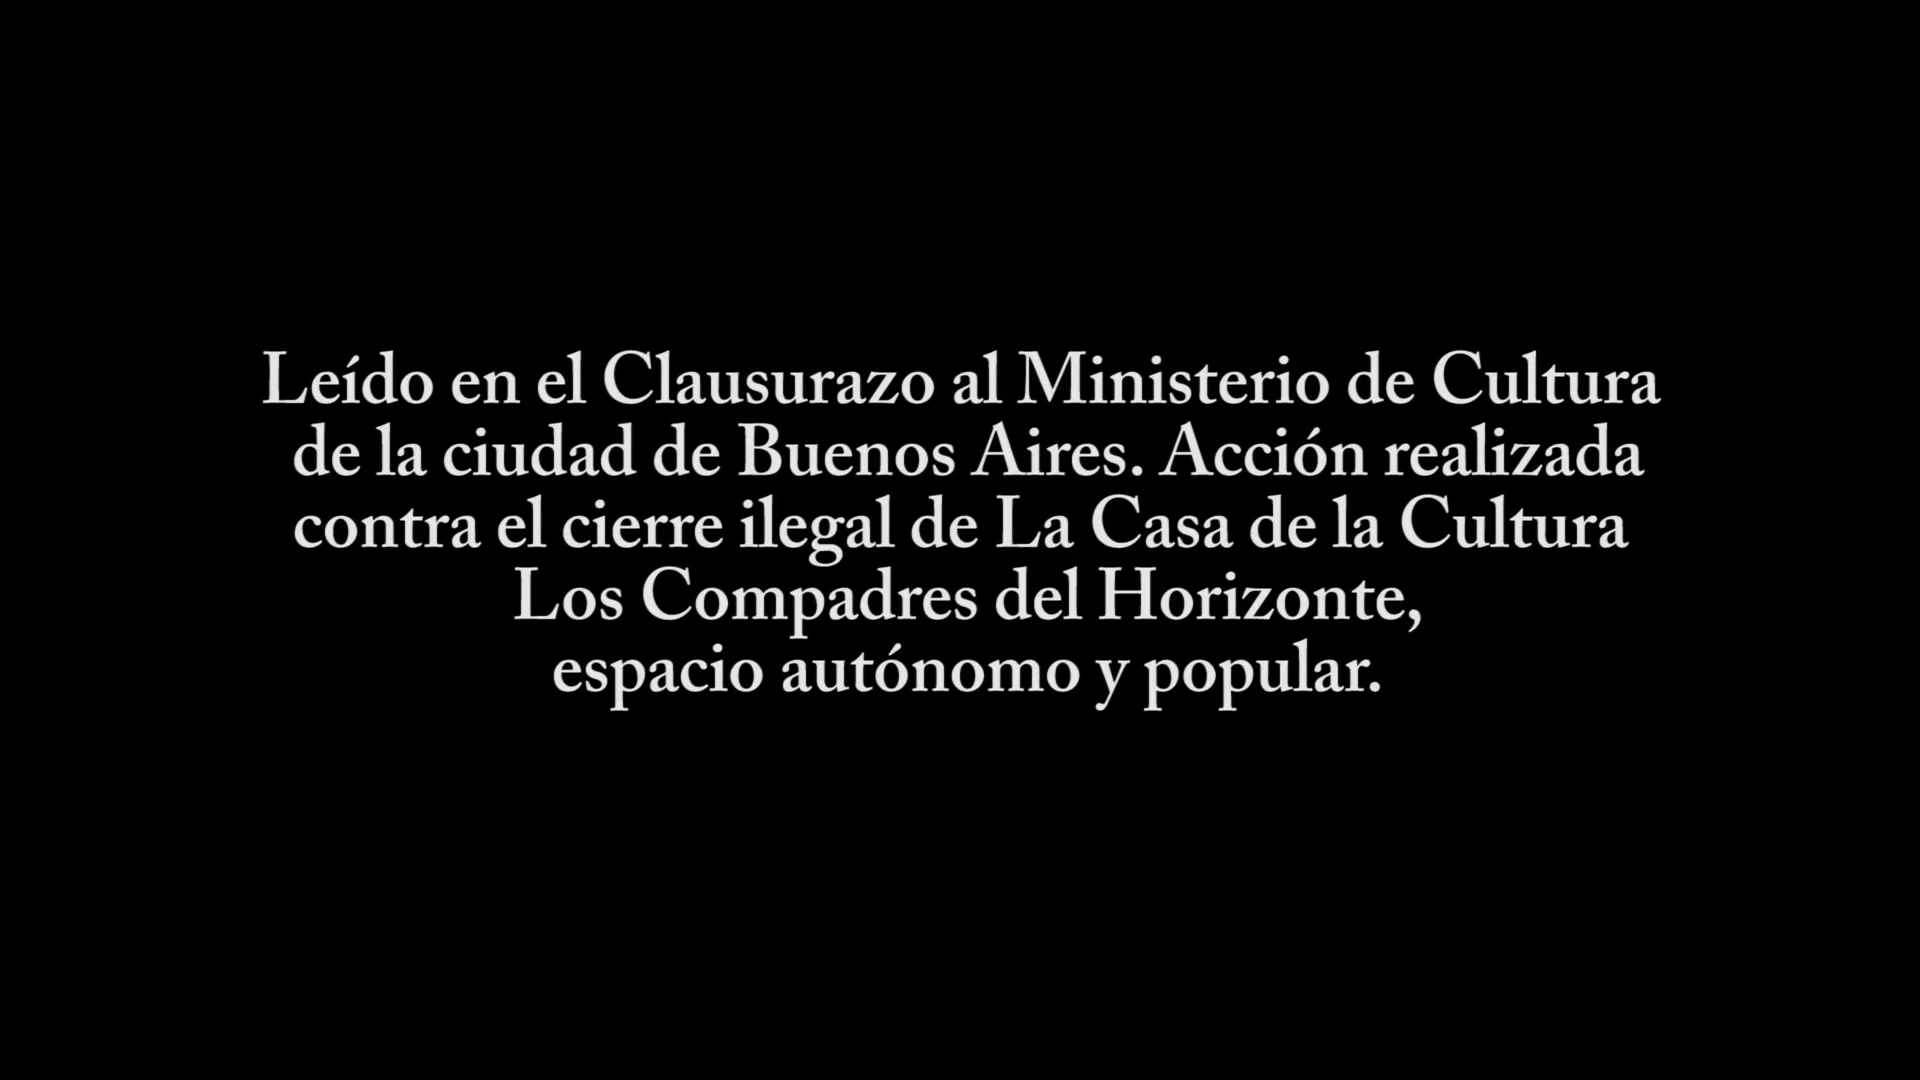 Leído en el Clausurazo al Ministerio de Cultura
de la ciudad de Buenos Aires. Acción realizada
contra el cierre ilegal de La Casa de la Cultura
Los Compadres del Horizonte,
espacio autónomo y popular.